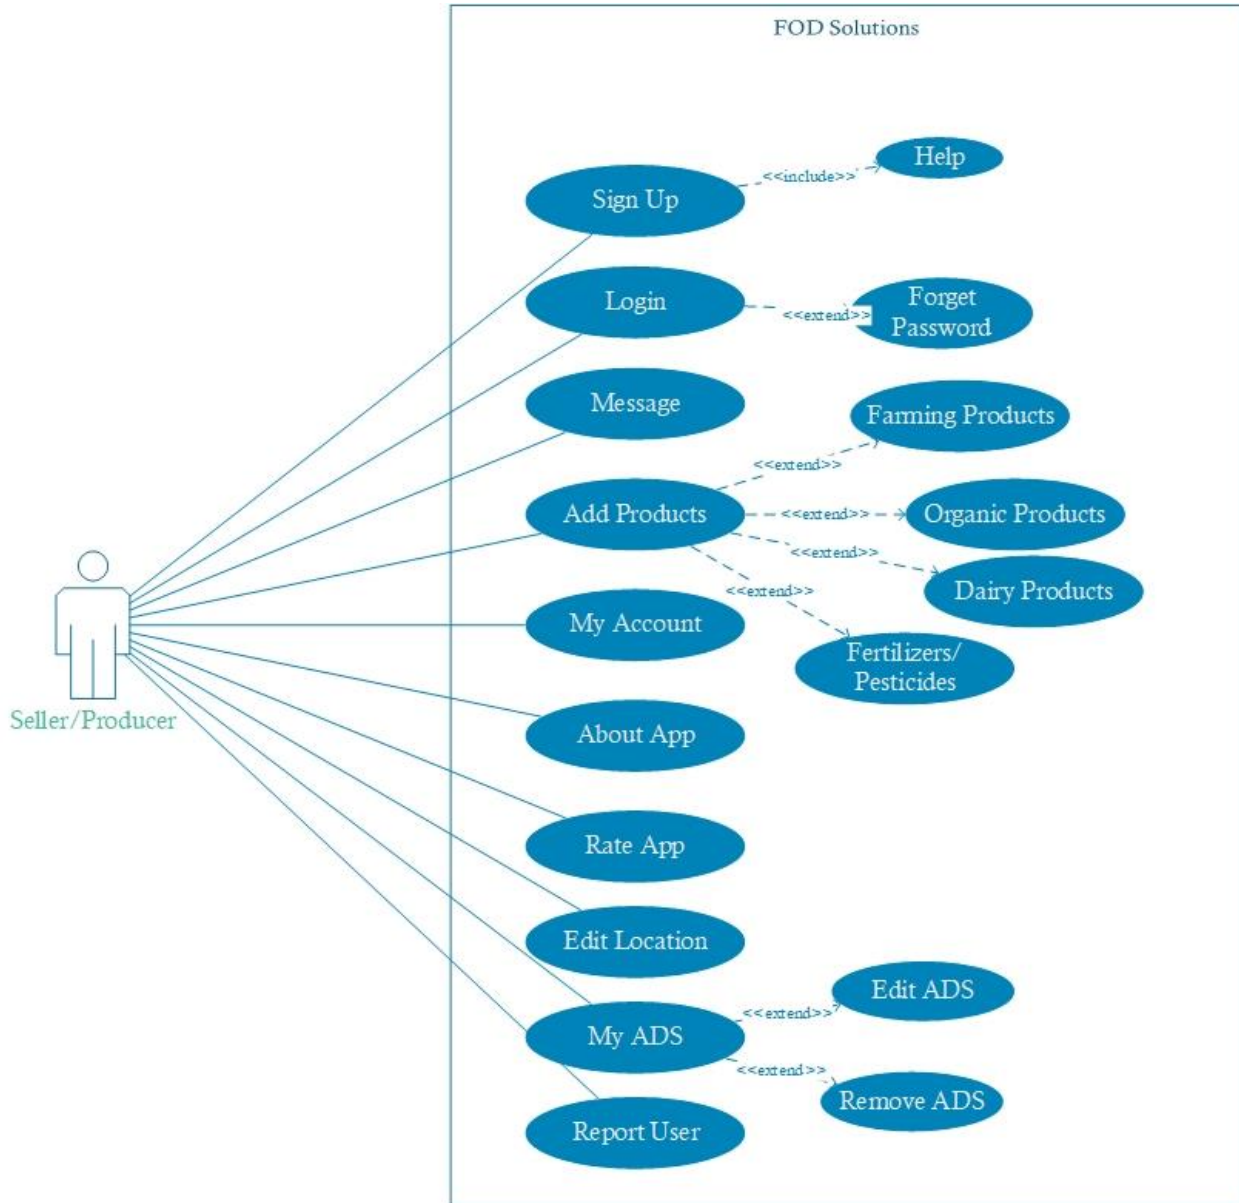 FOD Solutions
Help
<<include>>
Sign Up
Login
<<extend>>
Forget
Password
Message
Farming Products
<<extend>>
Add Products
<<extend>>
Organic Products
<<extend>>
Dairy Products
<<extend>>
My Account
Fertilizers/
Pesticides
Seller/Producer
About App
Rate App
Edit Location
Edit ADS
<<extend>>
My ADS
<<extend>>
Remove ADS
Report User